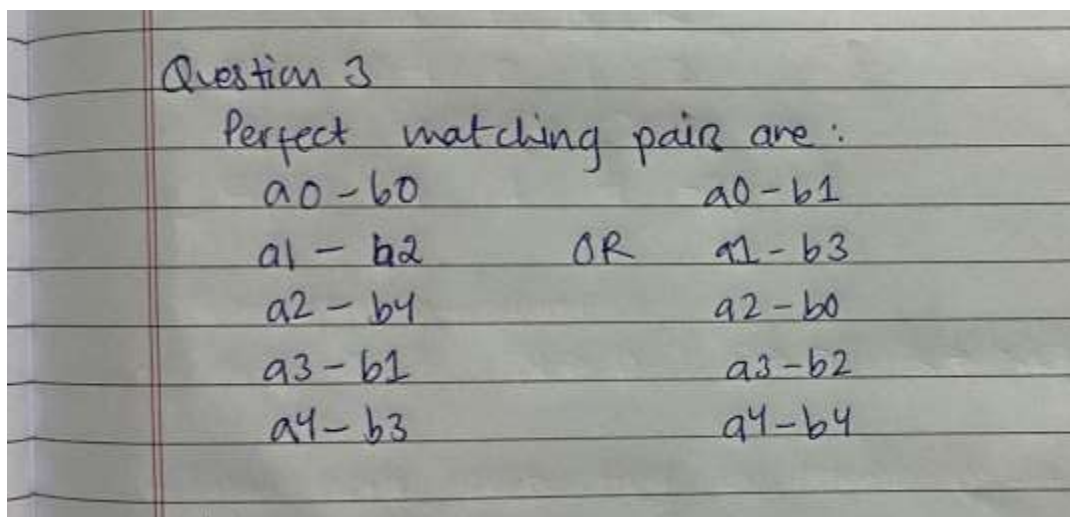 Question 3
Perfect matching pairs are:
a0-b0 a0-b1
a1-b2 OR a1-b3
a2-b4 a2-b0
a3-b1 a3-b2
a4-b3 a4-b4